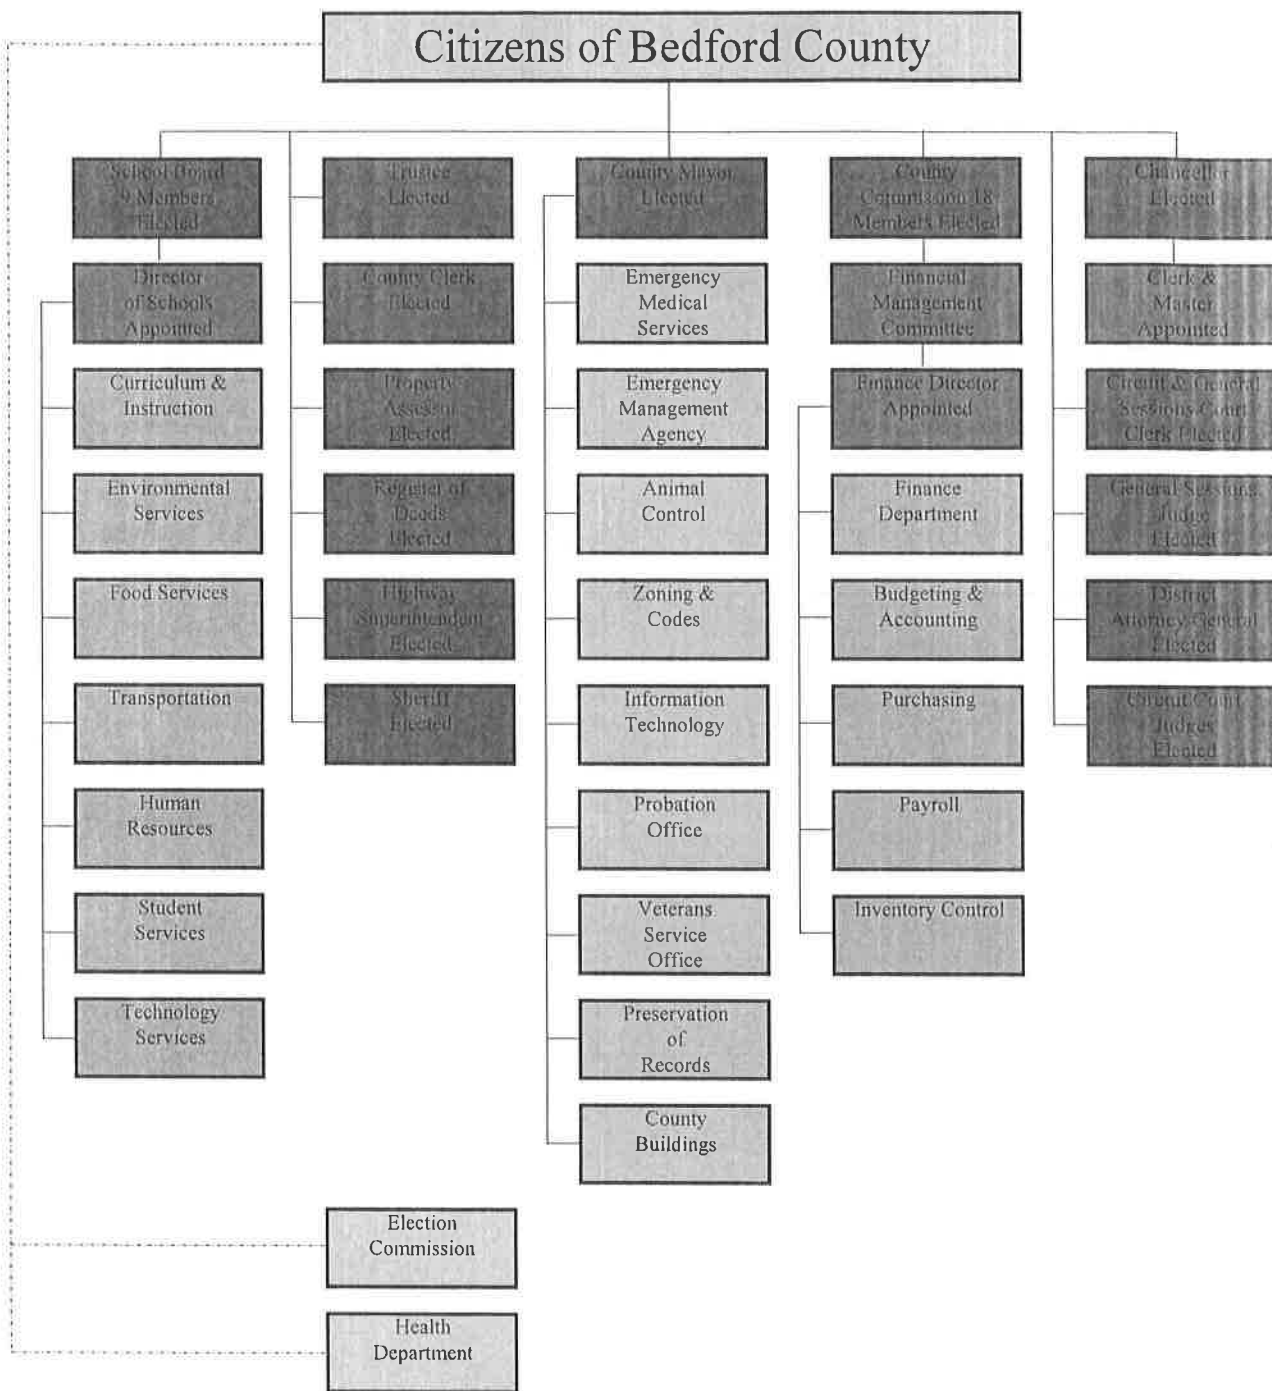 Citizens of Bedford County
School Board
9 Members
Elected
Director
of Schools
Appointed
Curriculum &
Instruction
Environmental
Services
Food Services
Transportation
Human
Resources
Student
Services
Technology
Services
Trustee
Elected
County Clerk
Elected
Property
Assessor
Elected
Register of
Deeds
Elected
Highway
Superintendent
Elected
Sheriff
Elected
County Mayor
Elected
Emergency
Medical
Services
Emergency
Management
Agency
Animal
Control
Zoning &
Codes
Information
Technology
Probation
Office
Veterans
Service
Office
Preservation
of
Records
County
Buildings
County
Commission 18
Members Elected
Financial
Management
Committee
Finance Director
Appointed
Finance
Department
Budgeting &
Accounting
Purchasing
Payroll
Inventory Control
Chancellor
Elected
Clerk &
Master
Appointed
Circuit & General
Sessions Court
Clerk Elected
General Sessions
Judge
Elected
District
Attorney General
Elected
Circuit Court
Judges
Elected
Election
Commission
Health
Department